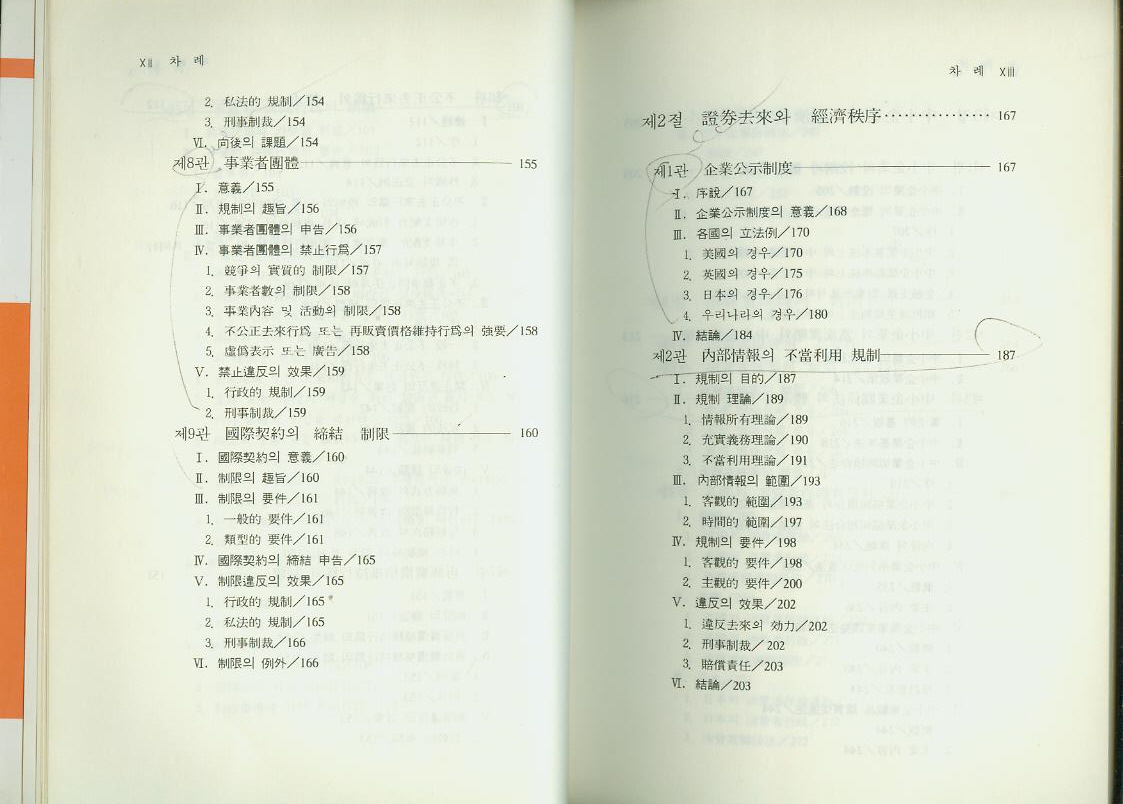 XⅡ 차 례
2. 私法的 規制/154
3. 刑事制裁/154
Ⅵ. 向後의 課題/154
제8관 事業者團體 155
Ⅰ. 意義/155
Ⅱ. 規制의 趣旨/156
Ⅲ. 事業者團體의 申告/156
Ⅳ. 事業者團體의 禁止行爲/157
1. 競爭의 實質的 制限/157
2. 事業者數의 制限/158
3. 事業內容 및 活動의 制限/158
4. 不公正去來行爲 또는 再販賣價格維持行爲의 強要/158
5. 虛僞表示 또는 廣告/158
Ⅴ. 禁止違反의 效果/159
1. 行政的 規制/159
2. 刑事制裁/159
제9관 國際契約의 締結 制限 160
Ⅰ. 國際契約의 意義/160
Ⅱ. 制限의 趣旨/160
Ⅲ. 制限의 要件/161
1. 一般的 要件/161
2. 類型的 要件/161
Ⅳ. 國際契約의 締結 申告/165
Ⅴ. 制限違反의 效果/165
1. 行政的 規制/165
2. 私法的 規制/165
3. 刑事制裁/166
Ⅵ. 制限의 例外/166
차 례 XⅢ
제2절 證券去來와 經濟秩序··············· 167
제1관 企業公示制度 167
Ⅰ. 序說/167
Ⅱ. 企業公示制度의 意義/168
Ⅲ. 各國의 立法例/170
1. 美國의 경우/170
2. 英國의 경우/175
3. 日本의 경우/176
4. 우리나라의 경우/180
Ⅳ. 結論/184
제2관 內部情報의 不當利用 規制 187
Ⅰ. 規制의 目的/187
Ⅱ. 規制 理論/189
1. 情報所有理論/189
2. 充實義務理論/190
3. 不當利用理論/191
Ⅲ. 內部情報의 範圍/193
1. 客觀的 範圍/193
2. 時間的 範圍/197
Ⅳ. 規制의 要件/198
1. 客觀的 要件/198
2. 主觀的 要件/200
Ⅴ. 違反의 效果/202
1. 違反去來의 効力/202
2. 刑事制裁/202
3. 賠償責任/203
Ⅵ. 結論/203